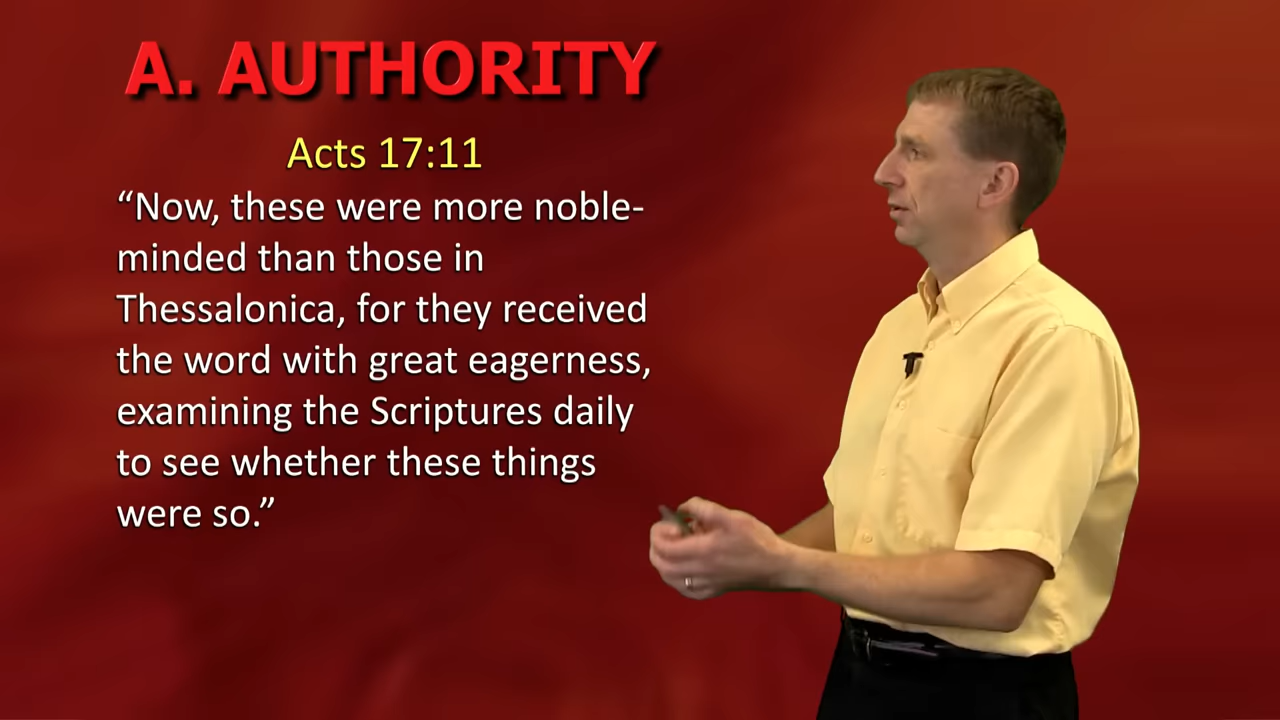 A. AUTHORITY
Acts 17:11
“Now, these were more noble-
minded than those in
Thessalonica, for they received
the word with great eagerness,
examining the Scriptures daily
to see whether these things
were so.”